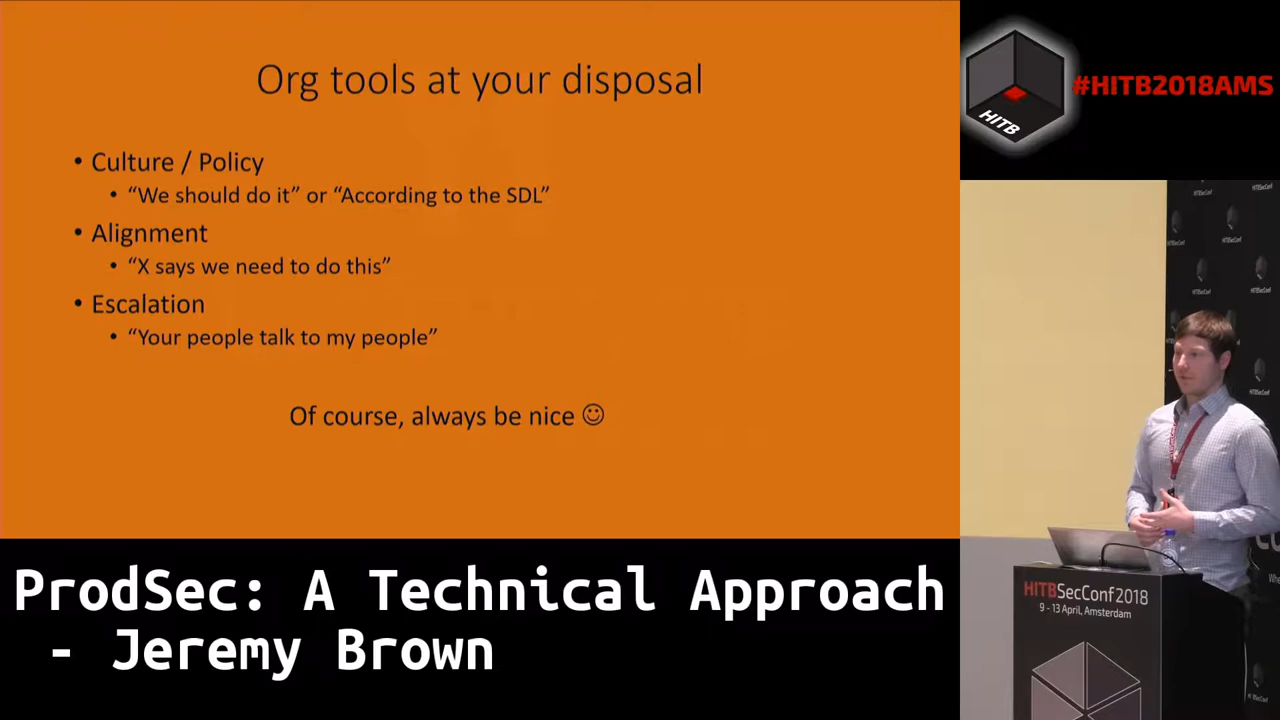 Org tools at your disposal
• Culture / Policy
• “We should do it” or “According to the SDL”
• Alignment
• “X says we need to do this”
• Escalation
• “Your people talk to my people”
Of course, always be nice ☺
ProdSec: A Technical Approach
- Jeremy Brown
HITB
#HITB2018AMS
HITBSecConf2018
9 - 13 April, Amsterdam